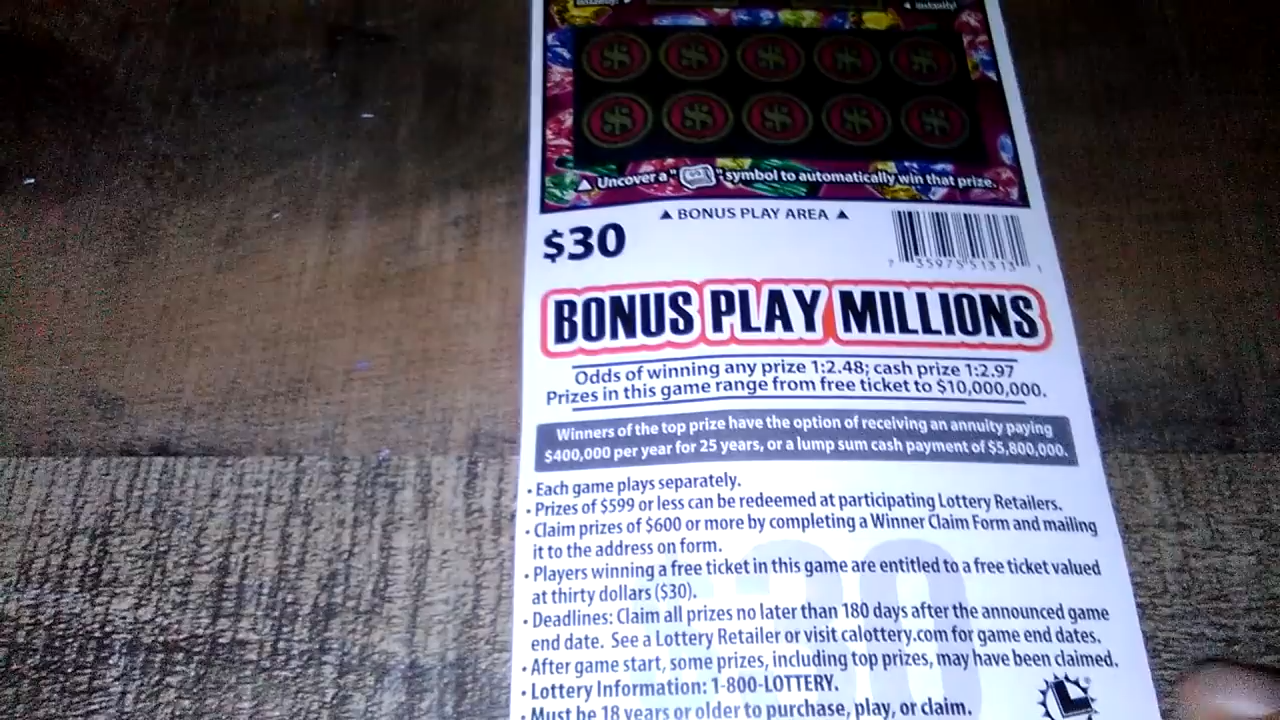 Instantly!
Uncover a " " symbol to automatically win that prize.
▲ BONUS PLAY AREA ▲
$30
7 35975 51313 1
BONUS PLAY MILLIONS
Odds of winning any prize 1:2.48; cash prize 1:2.97
Prizes in this game range from free ticket to $10,000,000.
Winners of the top prize have the option of receiving an annuity paying
$400,000 per year for 25 years, or a lump sum cash payment of $5,800,000.
• Each game plays separately.
• Prizes of $599 or less can be redeemed at participating Lottery Retailers.
• Claim prizes of $600 or more by completing a Winner Claim Form and mailing
it to the address on form.
• Players winning a free ticket in this game are entitled to a free ticket valued
at thirty dollars ($30).
• Deadlines: Claim all prizes no later than 180 days after the announced game
end date. See a Lottery Retailer or visit calottery.com for game end dates.
• After game start, some prizes, including top prizes, may have been claimed.
• Lottery Information: 1-800-LOTTERY.
• Must be 18 years or older to purchase, play, or claim.